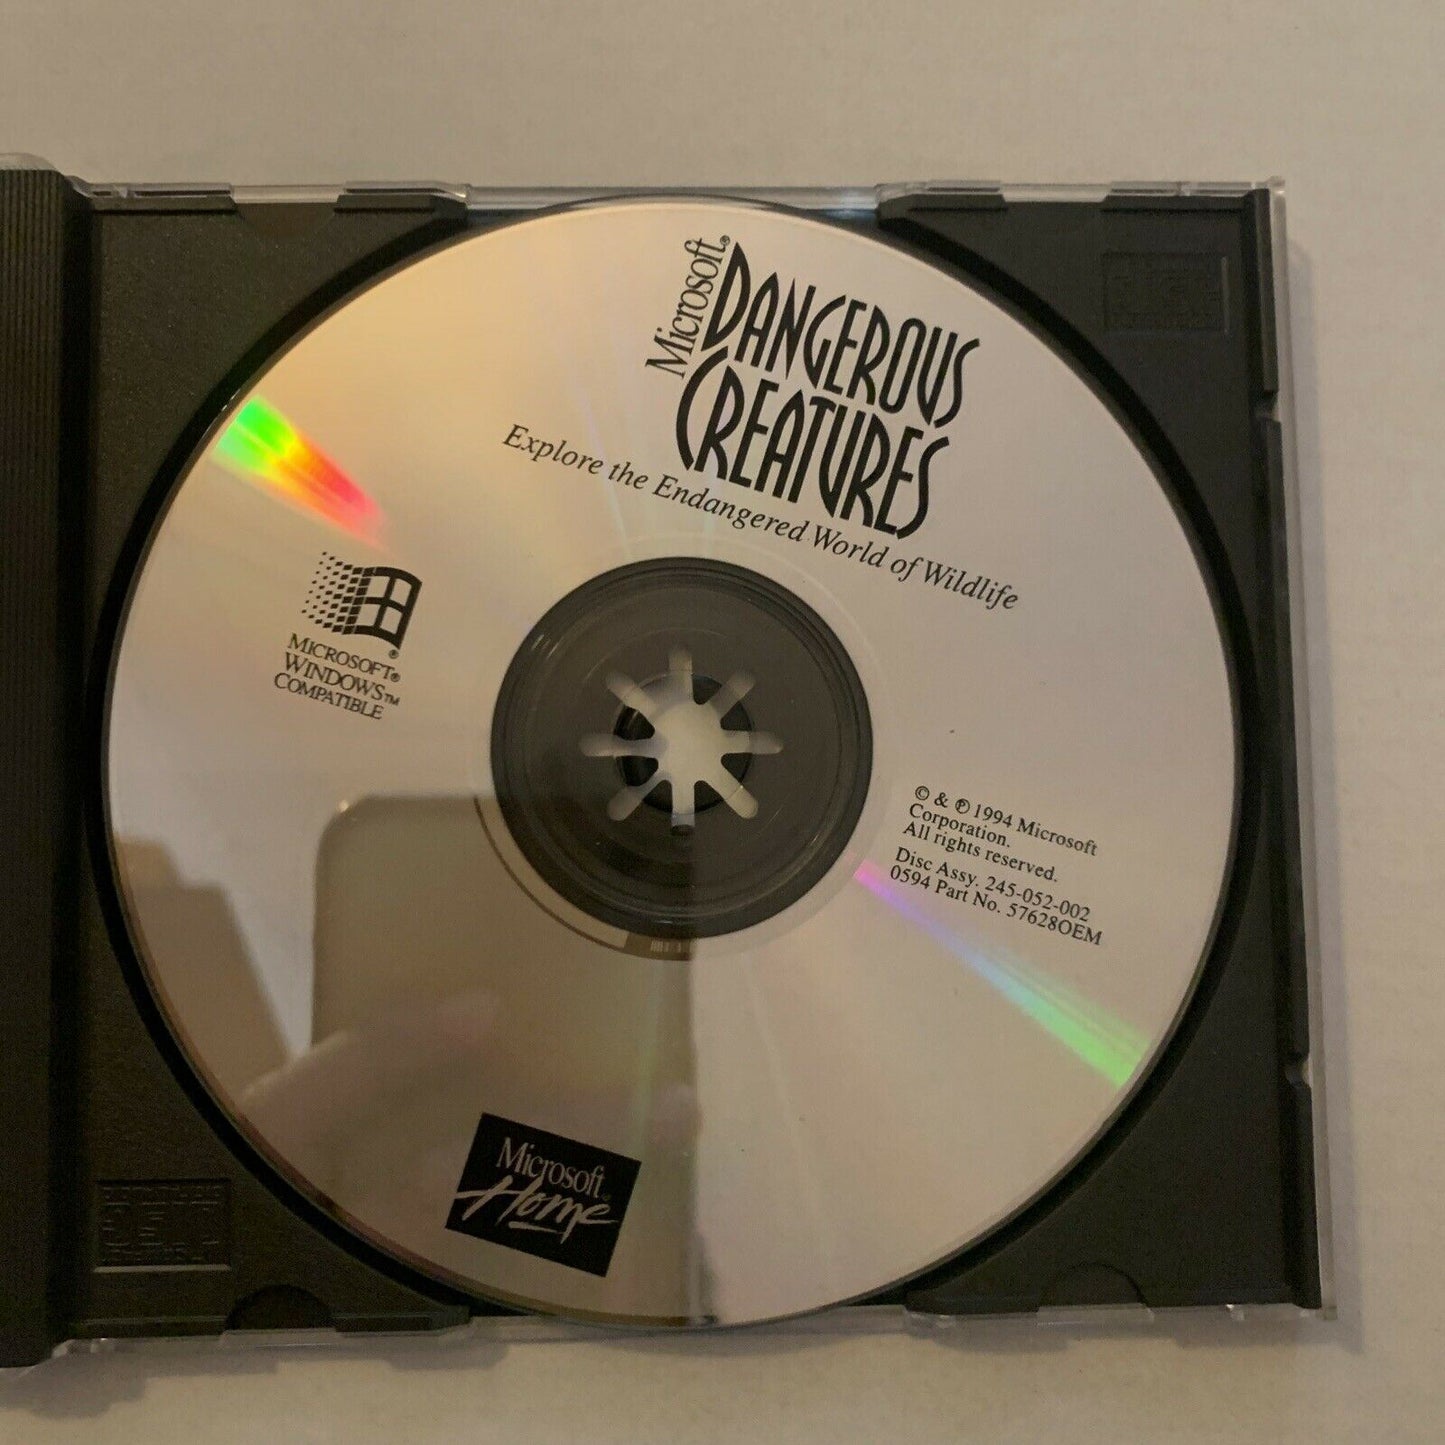 Microsoft®
DANGEROUS
CREATURES
Explore the Endangered World of Wildlife
®
MICROSOFT®
WINDOWS™
COMPATIBLE
© & ℗ 1994 Microsoft
Corporation.
All rights reserved.
Disc Assy. 245-052-002
0594 Part No. 57628OEM
Microsoft®
Home